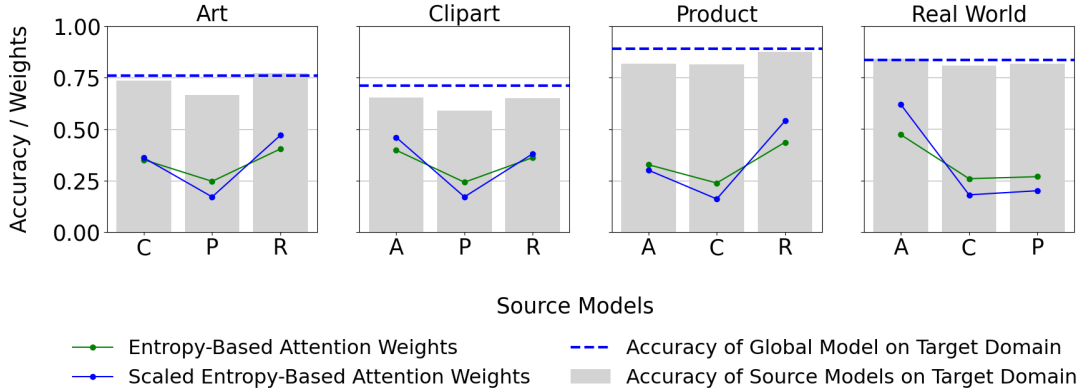 Art Clipart Product Real World
Accuracy / Weights
1.00
0.75
0.50
0.25
0.00
C P R A P R A C R A C P
Source Models
Entropy-Based Attention Weights
Scaled Entropy-Based Attention Weights
Accuracy of Global Model on Target Domain
Accuracy of Source Models on Target Domain